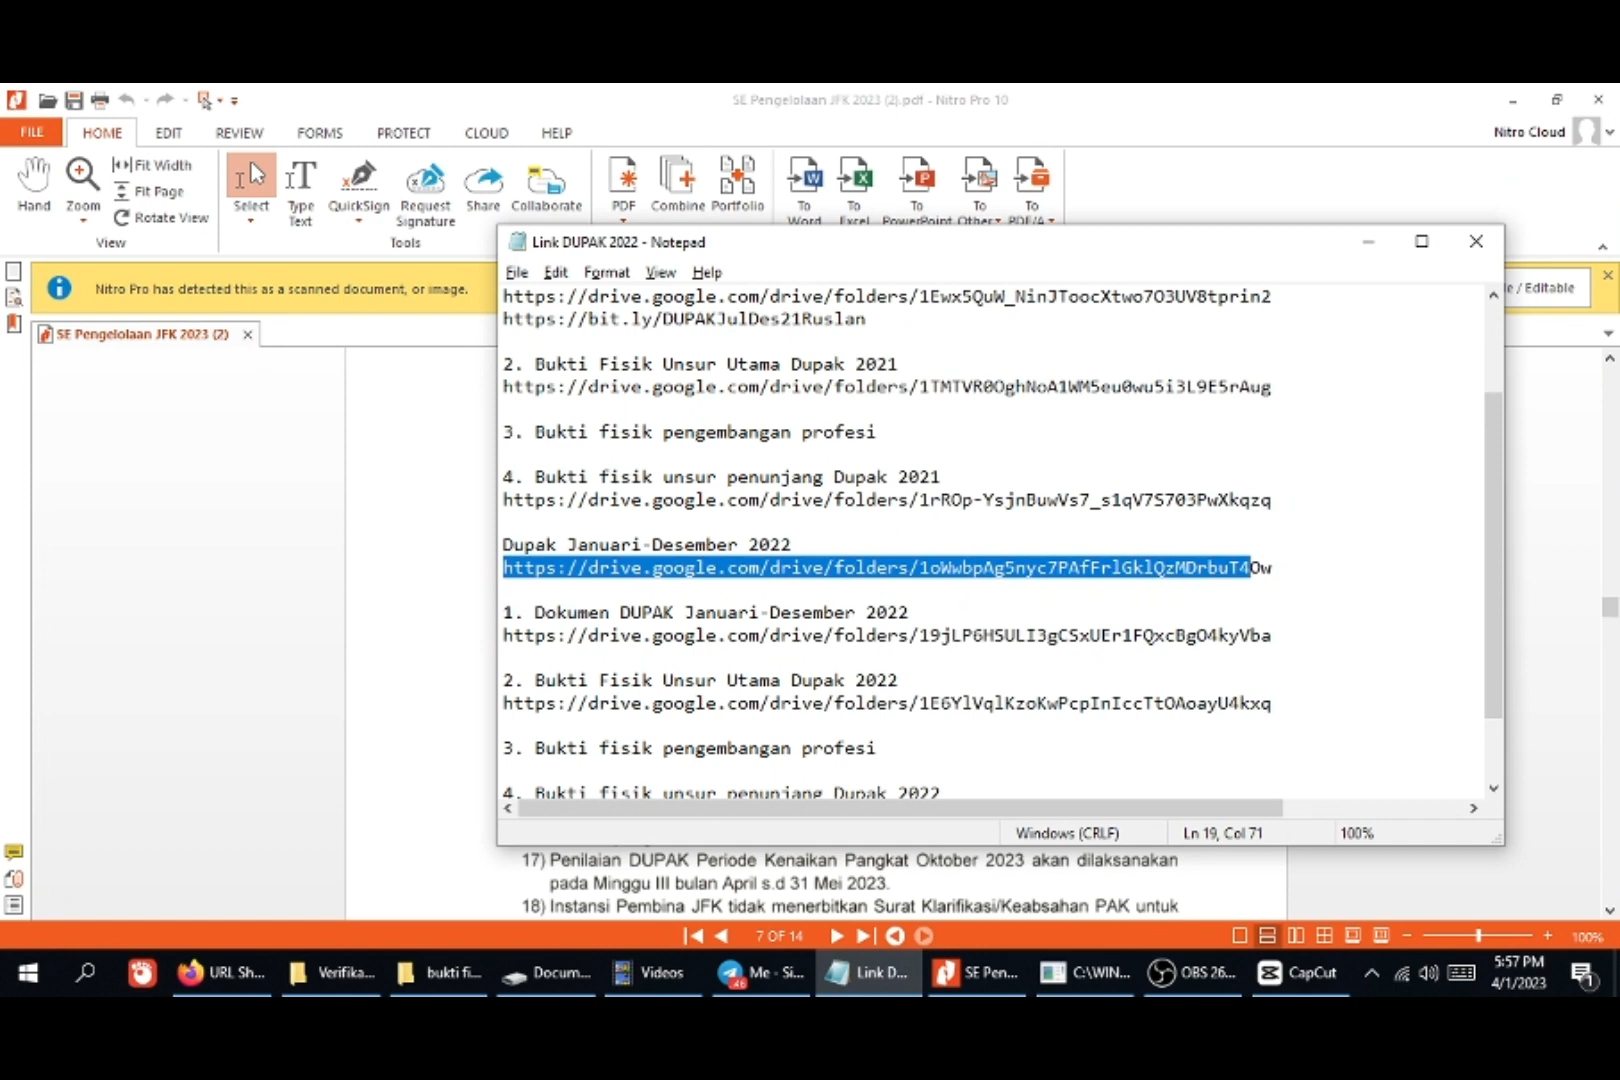 SE Pengelolaan JFK 2023 (2).pdf - Nitro Pro 10
FILE HOME EDIT REVIEW FORMS PROTECT CLOUD HELP Nitro Cloud
Fit Width
Fit Page
Rotate View
Hand Zoom Select Type Text QuickSign Request Signature Share Collaborate PDF Combine Portfolio To Word To Excel To PowerPoint To Other To PDF/A
View Tools
Link DUPAK 2022 - Notepad
File Edit Format View Help
Nitro Pro has detected this as a scanned document, or image.
/ Editable
SE Pengelolaan JFK 2023 (2)
https://drive.google.com/drive/folders/1Ewx5QuW_NinJToocXtwo7O3UV8tprin2
https://bit.ly/DUPAKJulDes21Ruslan
2. Bukti Fisik Unsur Utama Dupak 2021
https://drive.google.com/drive/folders/1TMTVR0OghNoA1WM5eu0wu5i3L9E5rAug
3. Bukti fisik pengembangan profesi
4. Bukti fisik unsur penunjang Dupak 2021
https://drive.google.com/drive/folders/1rROp-YsjnBuwVs7_s1qV7S703PwXkqzq
Dupak Januari-Desember 2022
https://drive.google.com/drive/folders/1oWwbpAg5nyc7PAfFrlGklQzMDrbuT4Ow
1. Dokumen DUPAK Januari-Desember 2022
https://drive.google.com/drive/folders/19jLP6HSULI3gCSxUEr1FQxcBgO4kyVba
2. Bukti Fisik Unsur Utama Dupak 2022
https://drive.google.com/drive/folders/1E6YlVqlKzoKwPcpInIccTtOAoayU4kxq
3. Bukti fisik pengembangan profesi
4. Bukti fisik unsur penunjang Dupak 2022
Windows (CRLF) Ln 19, Col 71 100%
17) Penilaian DUPAK Periode Kenaikan Pangkat Oktober 2023 akan dilaksanakan
pada Minggu III bulan April s.d 31 Mei 2023.
18) Instansi Pembina JFK tidak menerbitkan Surat Klarifikasi/Keabsahan PAK untuk
7 OF 14 100%
URL Sh... Verifika... bukti fi... Docum... Videos Me - Si... Link D... SE Pen... C:\WIN... OBS 26... CapCut 5:57 PM
4/1/2023